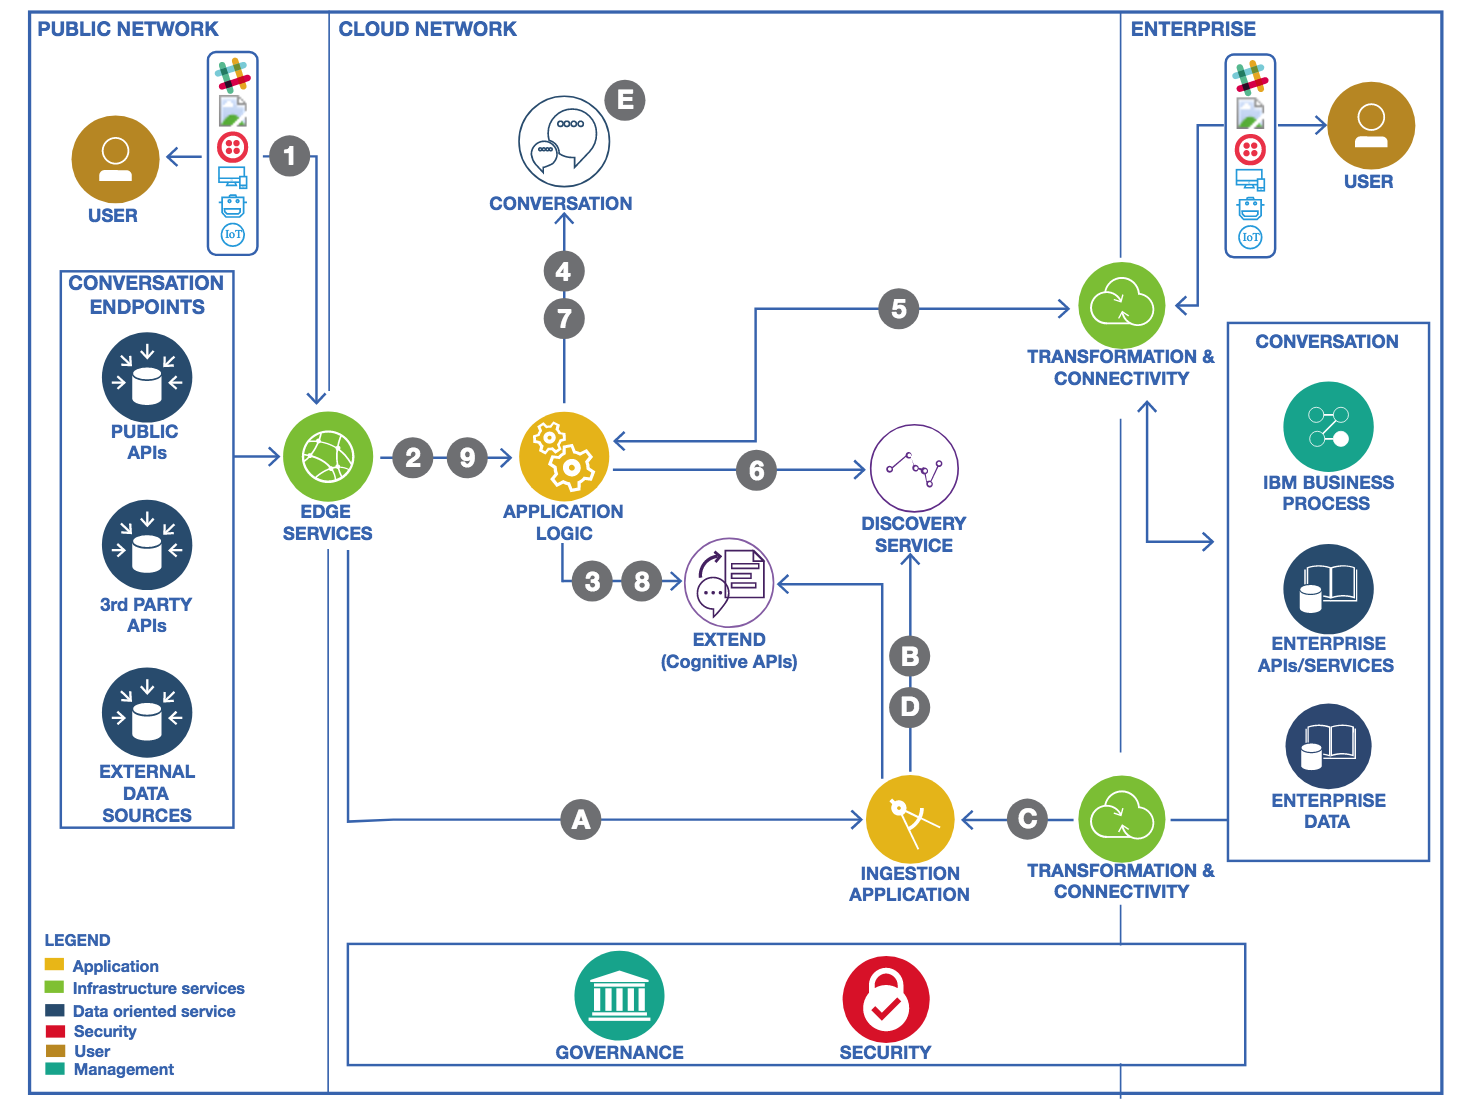 PUBLIC NETWORK
CLOUD NETWORK
ENTERPRISE
1
USER
IoT
E
CONVERSATION
4
7
5
IoT
USER
CONVERSATION
ENDPOINTS
PUBLIC
APIs
3rd PARTY
APIs
EXTERNAL
DATA
SOURCES
EDGE
SERVICES
2
9
APPLICATION
LOGIC
6
DISCOVERY
SERVICE
3
8
EXTEND
(Cognitive APIs)
B
D
TRANSFORMATION &
CONNECTIVITY
CONVERSATION
IBM BUSINESS
PROCESS
ENTERPRISE
APIs/SERVICES
ENTERPRISE
DATA
A
INGESTION
APPLICATION
C
TRANSFORMATION &
CONNECTIVITY
LEGEND
Application
Infrastructure services
Data oriented service
Security
User
Management
GOVERNANCE
SECURITY